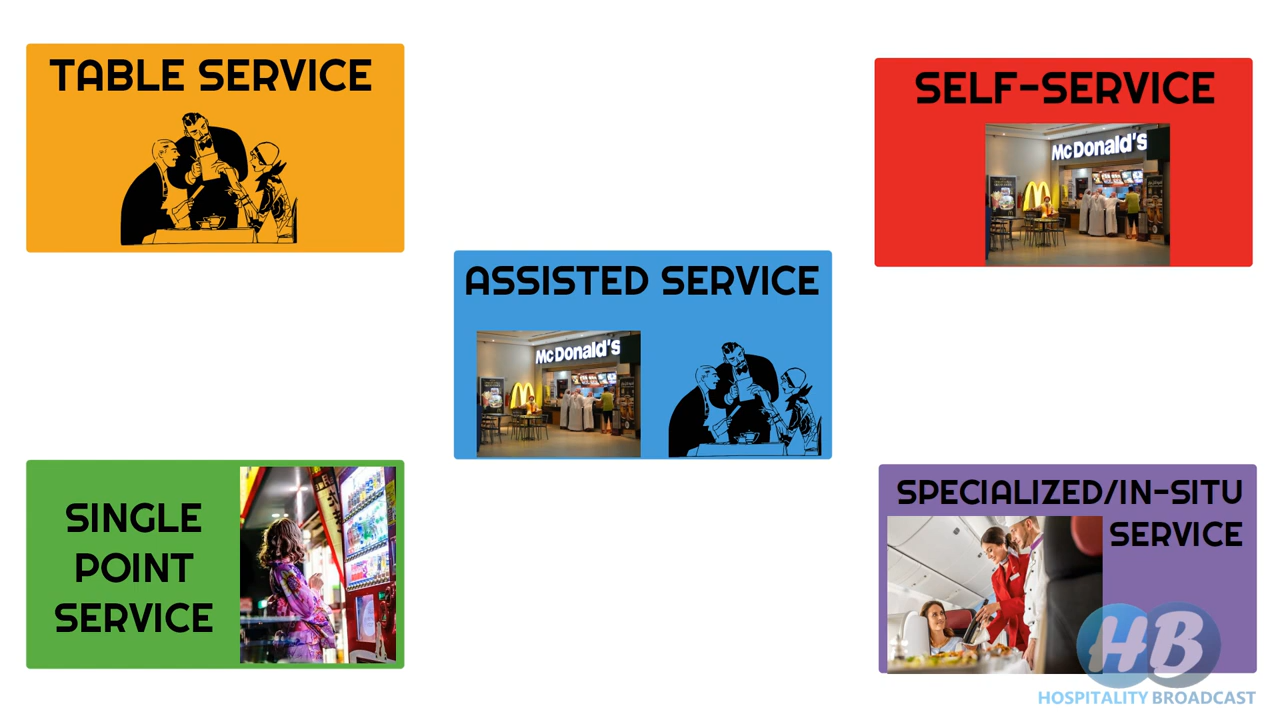 TABLE SERVICE
SELF-SERVICE
McDonald's
ASSISTED SERVICE
McDonald's
SINGLE
POINT
SERVICE
SPECIALIZED/IN-SITU
SERVICE
HB
HOSPITALITY BROADCAST